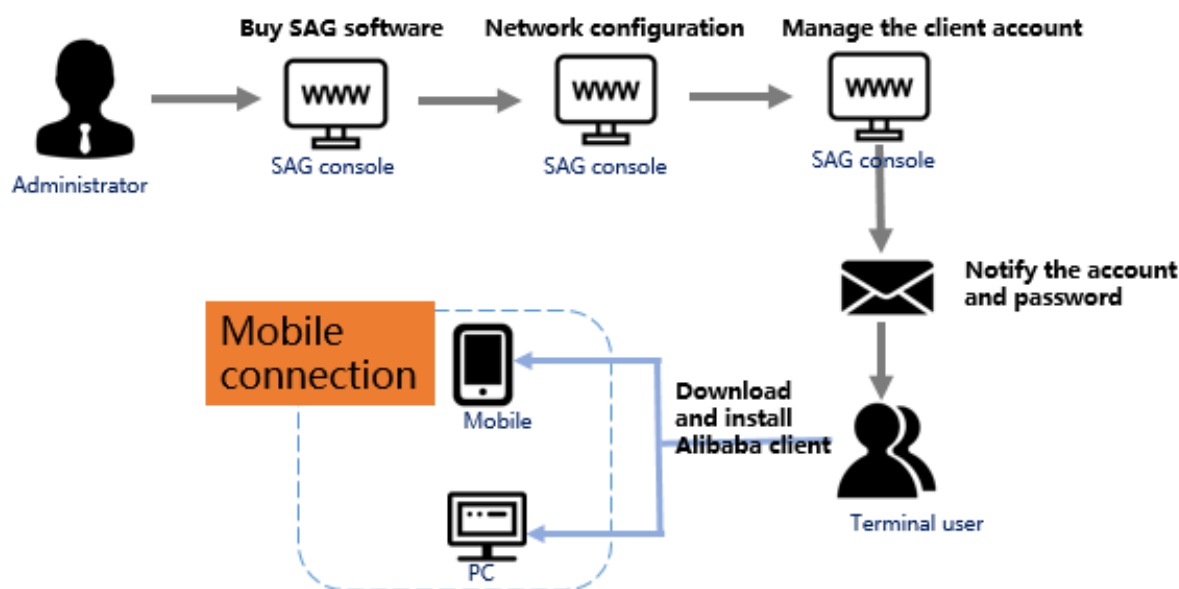 Buy SAG software
Network configuration
Manage the client account
WWW
WWW
WWW
SAG console
SAG console
SAG console
Administrator
Notify the account
and password
Mobile
connection
Mobile
Download
and install
Alibaba client
Terminal user
PC